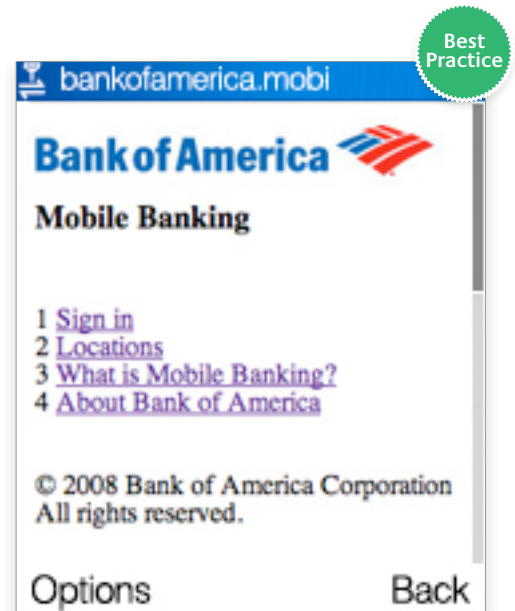 Best
Practice
bankofamerica.mobi
Bank of America
Mobile Banking
1 Sign in
2 Locations
3 What is Mobile Banking?
4 About Bank of America
© 2008 Bank of America Corporation
All rights reserved.
Options Back